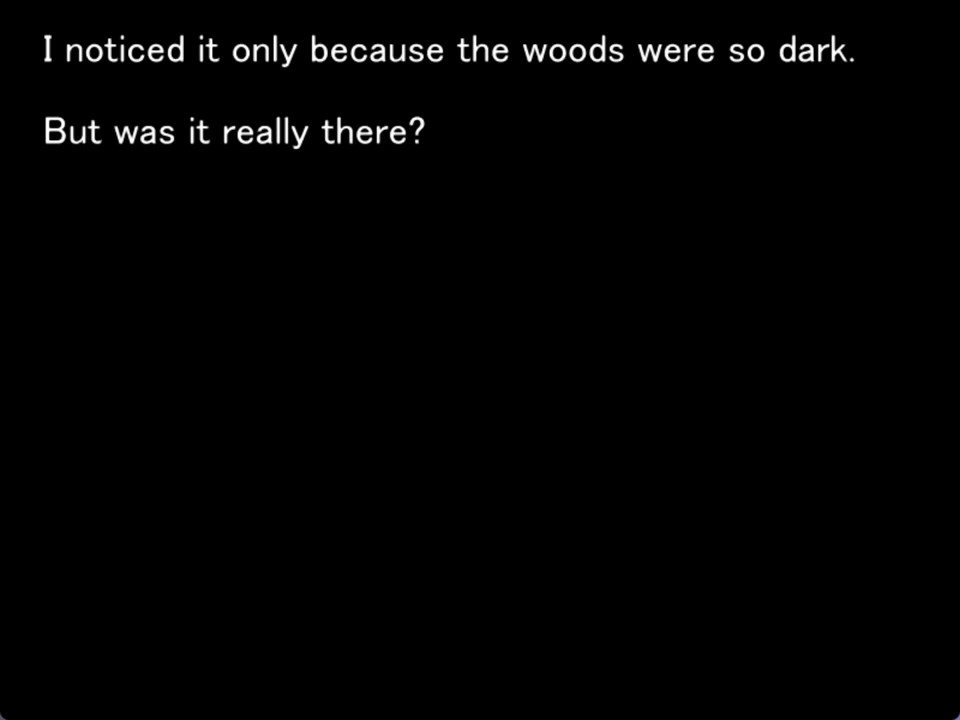 I noticed it only because the woods were so dark.
But was it really there?